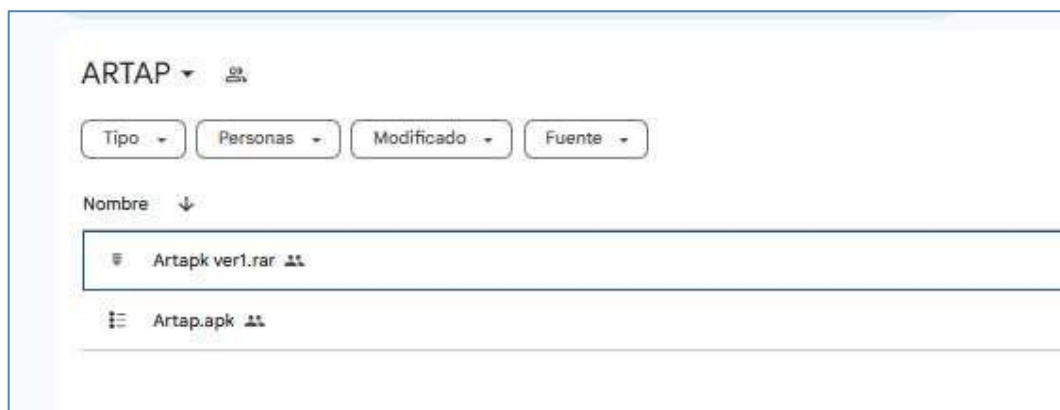 ARTAP
Tipo Personas Modificado Fuente
Nombre
Artapk ver1.rar
Artap.apk